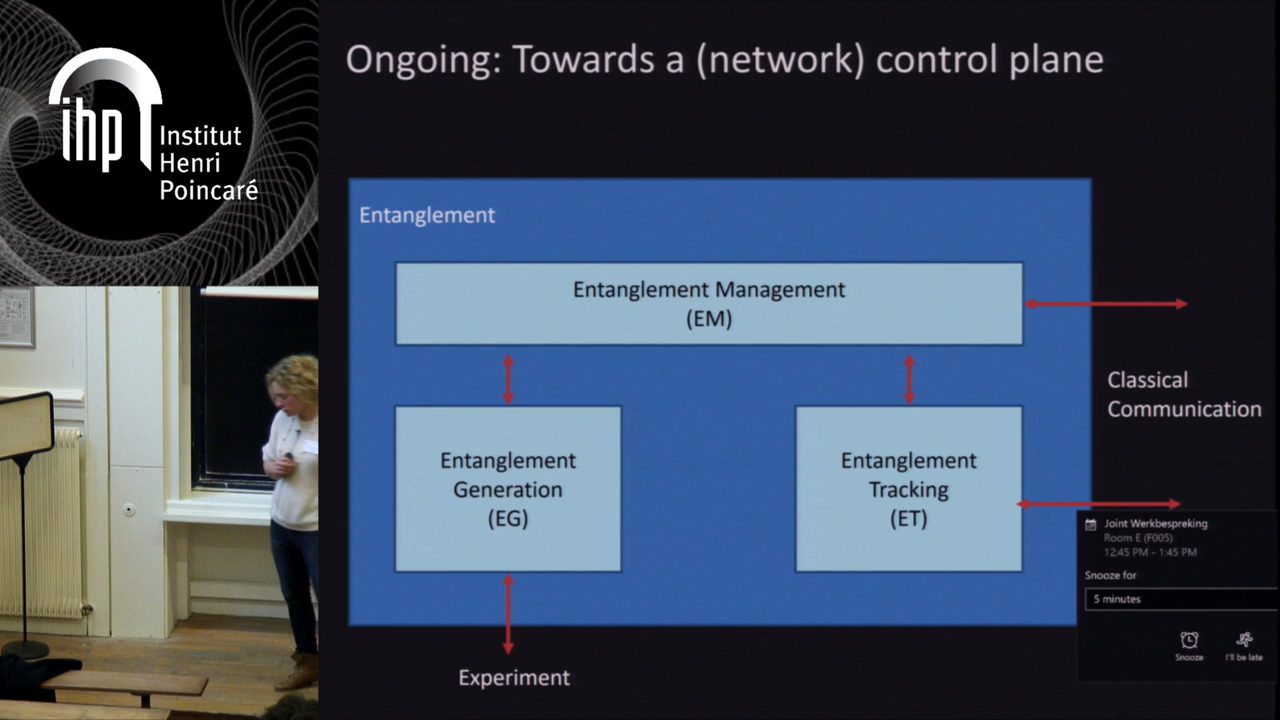 ihp Institut
Henri
Poincaré
Ongoing: Towards a (network) control plane
Entanglement
Entanglement Management
(EM)
Entanglement
Generation
(EG)
Entanglement
Tracking
(ET)
Classical
Communication
Experiment
Joint Werkbespreking
Room E (F005)
12:45 PM - 1:45 PM
Snooze for
5 minutes
Snooze
I'll be late